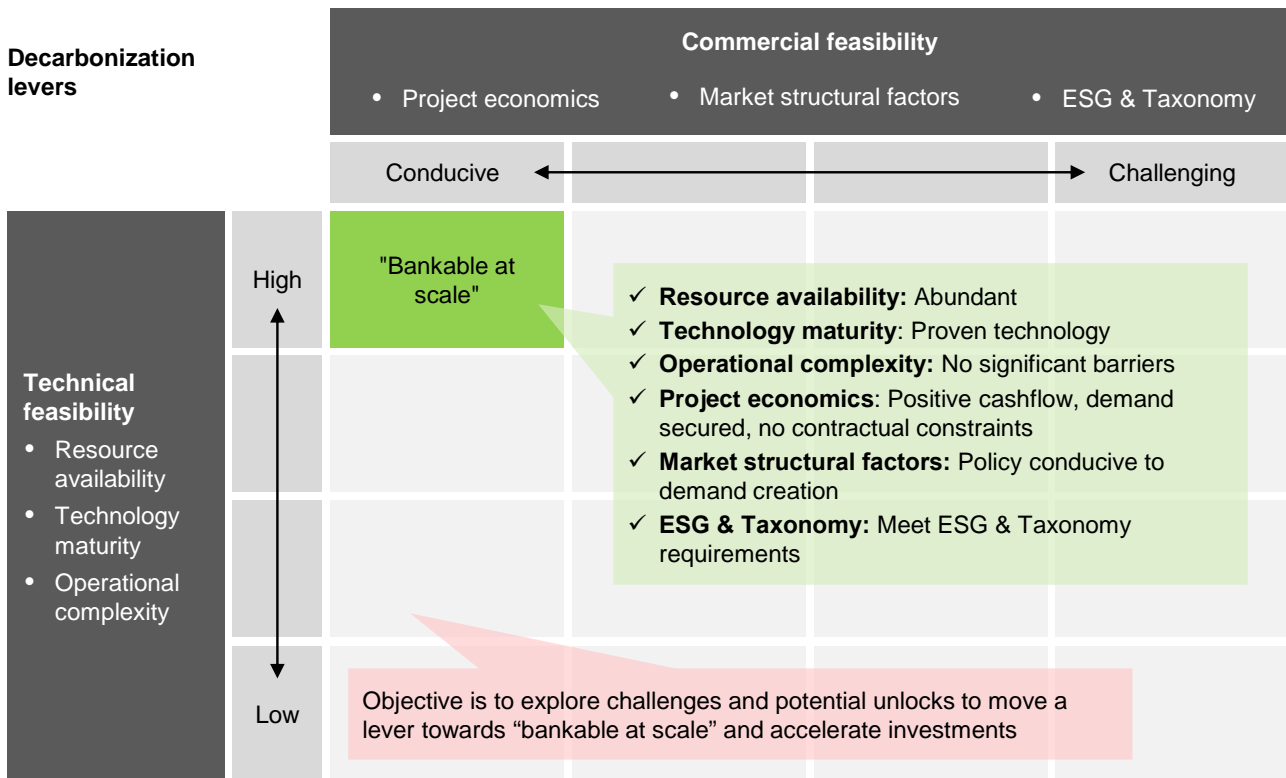 Decarbonization
levers
Commercial feasibility
• Project economics
• Market structural factors
• ESG & Taxonomy
Conducive
Challenging
Technical
feasibility
• Resource
availability
• Technology
maturity
• Operational
complexity
High
Low
"Bankable at
scale"
✓ Resource availability: Abundant
✓ Technology maturity: Proven technology
✓ Operational complexity: No significant barriers
✓ Project economics: Positive cashflow, demand
secured, no contractual constraints
✓ Market structural factors: Policy conducive to
demand creation
✓ ESG & Taxonomy: Meet ESG & Taxonomy
requirements
Objective is to explore challenges and potential unlocks to move a
lever towards “bankable at scale” and accelerate investments